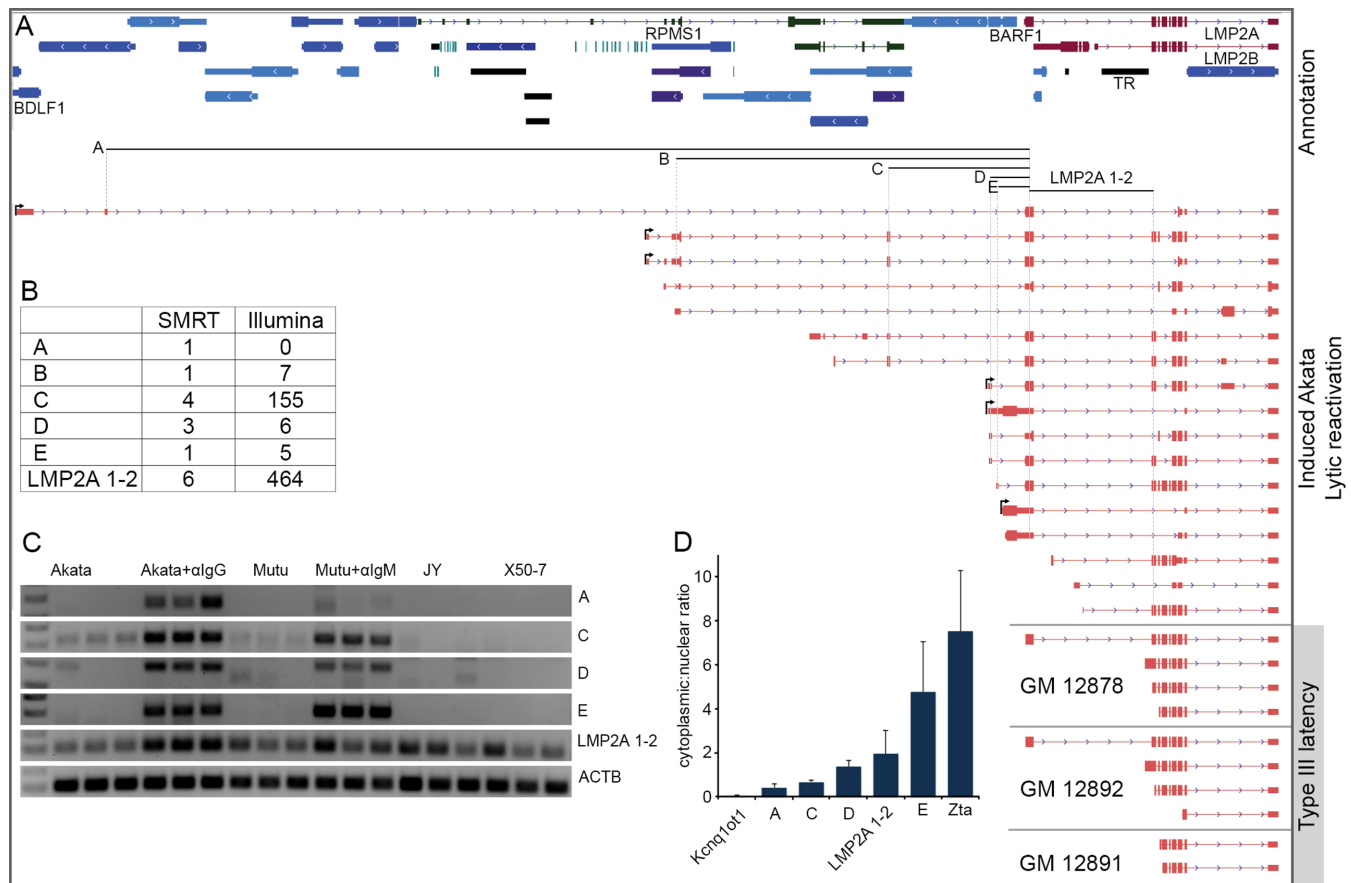 A
RPMS1
BARF1
LMP2A
LMP2B
TR
BDLF1
Annotation
A
B
C
D
E
LMP2A 1-2
Induced Akata
Lytic reactivation
B
SMRT Illumina
A 1 0
B 1 7
C 4 155
D 3 6
E 1 5
LMP2A 1-2 6 464
C
Akata Akata+αIgG Mutu Mutu+αIgM JY X50-7
A
C
D
E
LMP2A 1-2
ACTB
D
cytoplasmic:nuclear ratio
10
8
6
4
2
0
Kcnq1ot1 A C D LMP2A 1-2 E Zta
GM 12878
GM 12892
GM 12891
Type III latency